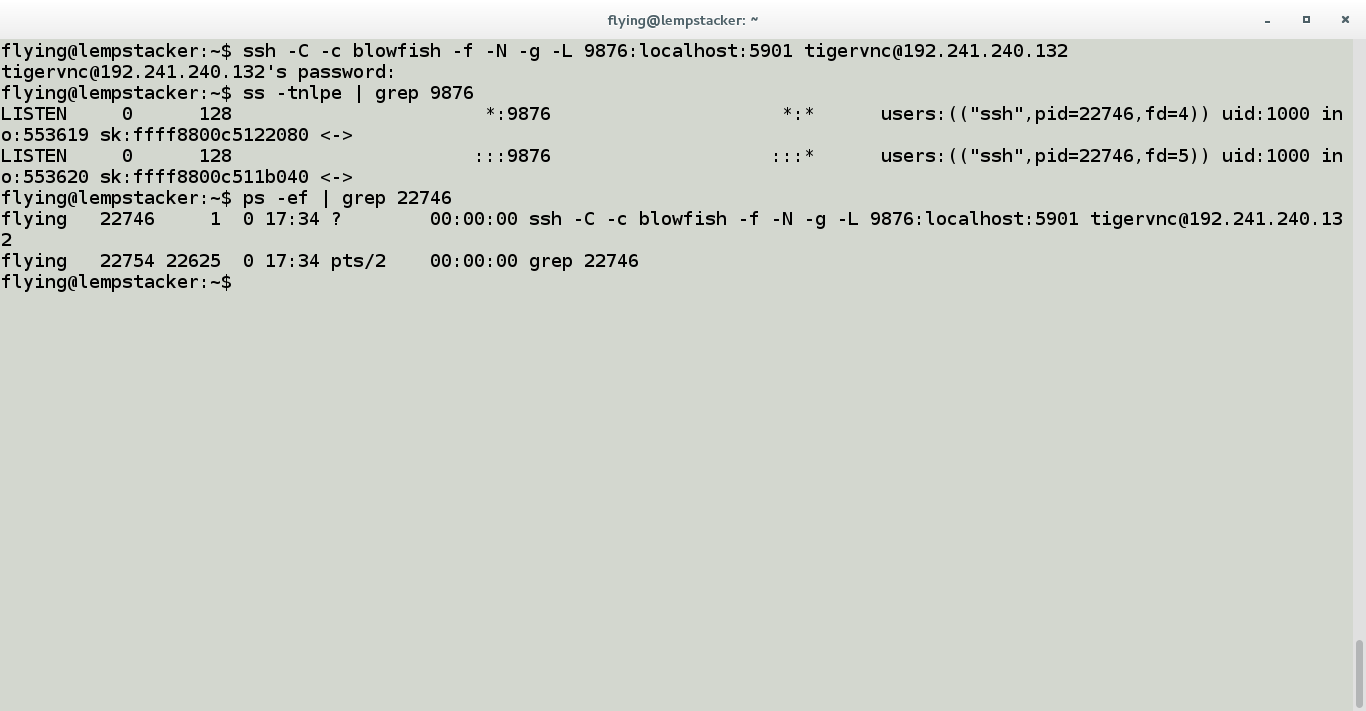 flying@lempstacker: ~
flying@lempstacker:~$ ssh -C -c blowfish -f -N -g -L 9876:localhost:5901 tigervnc@192.241.240.132
tigervnc@192.241.240.132's password:
flying@lempstacker:~$ ss -tnlpe | grep 9876
LISTEN     0      128                       *:9876                     *:*      users:(("ssh",pid=22746,fd=4)) uid:1000 in
o:553619 sk:ffff8800c5122080 <->
LISTEN     0      128                      :::9876                    :::*      users:(("ssh",pid=22746,fd=5)) uid:1000 in
o:553620 sk:ffff8800c511b040 <->
flying@lempstacker:~$ ps -ef | grep 22746
flying   22746     1  0 17:34 ?        00:00:00 ssh -C -c blowfish -f -N -g -L 9876:localhost:5901 tigervnc@192.241.240.13
2
flying   22754 22625  0 17:34 pts/2    00:00:00 grep 22746
flying@lempstacker:~$